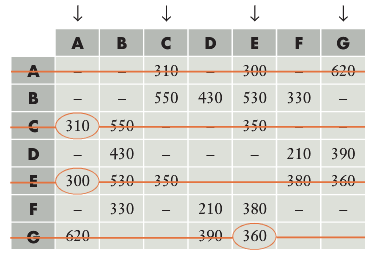 A B C D E F G
A – – 310 – 300 – 620
B – – 550 430 530 330 –
C 310 550 – – 350 – –
D – 430 – – – 210 390
E 300 530 350 – – 380 360
F – 330 – 210 380 – –
G 620 – – 390 360 – –